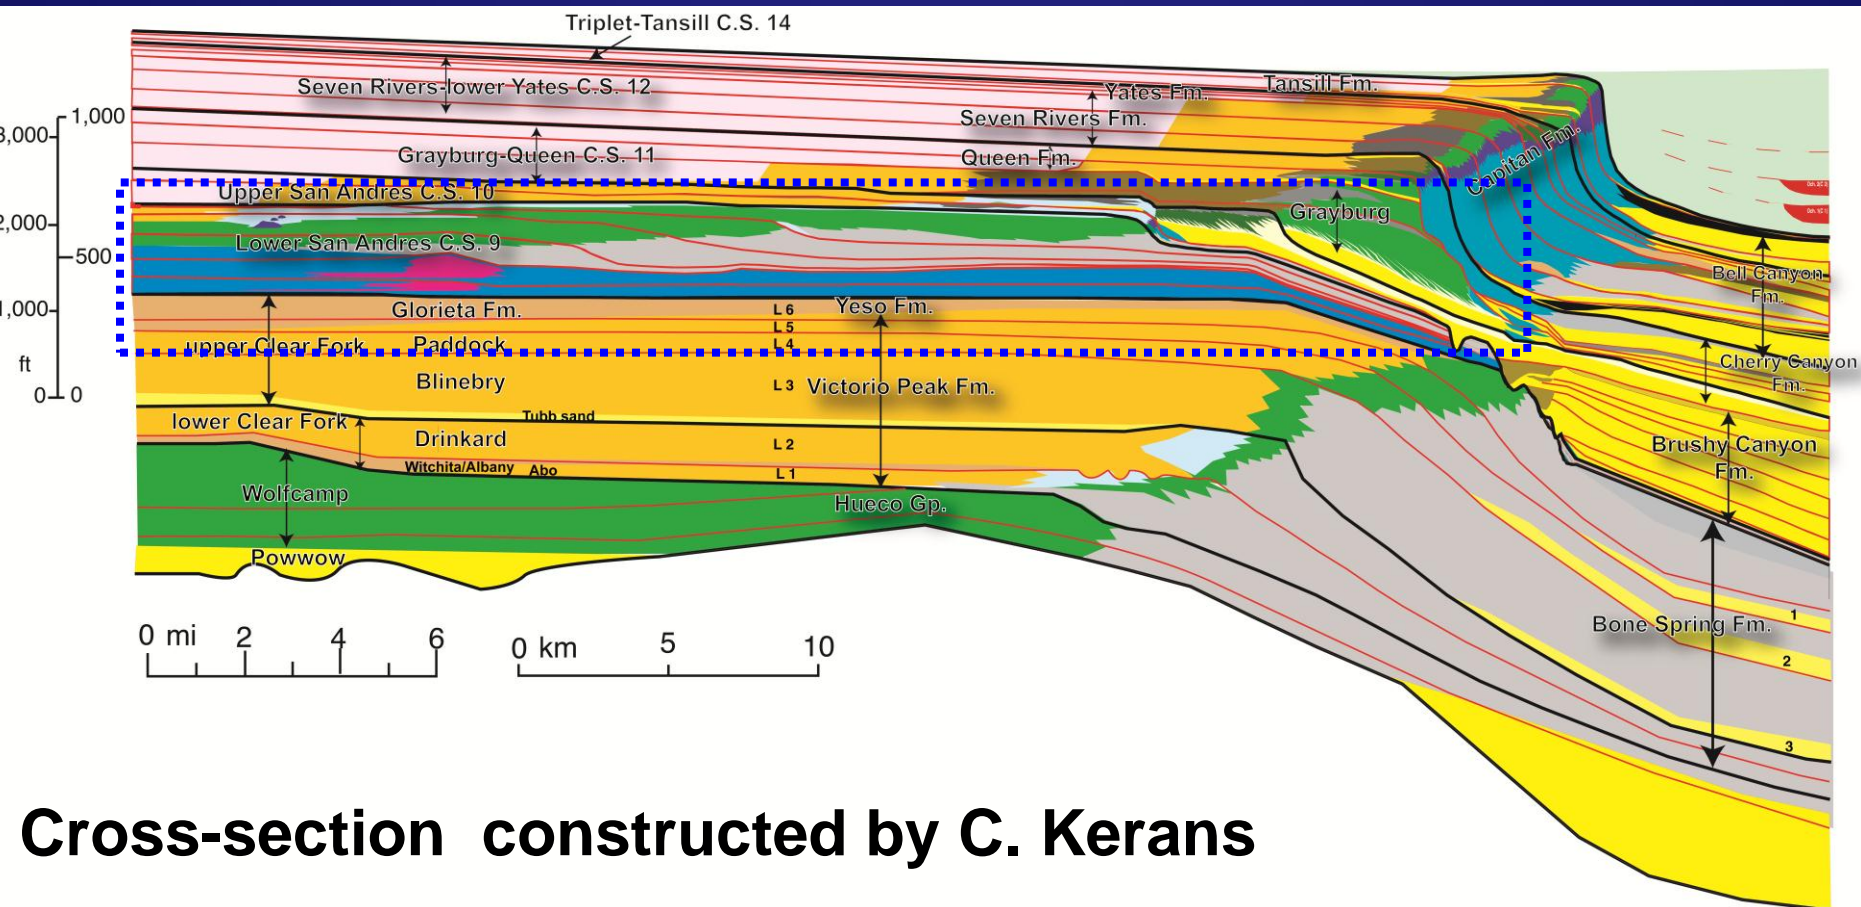 Triplet-Tansill C.S. 14
Seven Rivers-lower Yates C.S. 12
Tansill Fm.
Yates Fm.
Seven Rivers Fm.
Grayburg-Queen C.S. 11
Queen Fm.
Capitan Fm.
Upper San Andres C.S. 10
Grayburg
Lower San Andres C.S. 9
Bell Canyon
Fm.
Glorieta Fm.
L 6
Yeso Fm.
L 5
upper Clear Fork
Paddock
L 4
Cherry Canyon
Fm.
Blinebry
L 3
Victorio Peak Fm.
lower Clear Fork
Tubb sand
Drinkard
L 2
Brushy Canyon
Fm.
Witchita/Albany Abo
L 1
Wolfcamp
Hueco Gp.
Powwow
Bone Spring Fm.
1
2
3
3,000
1,000
2,000
500
1,000
ft
0 0
0 mi 2 4 6
0 km 5 10
Cross-section constructed by C. Kerans